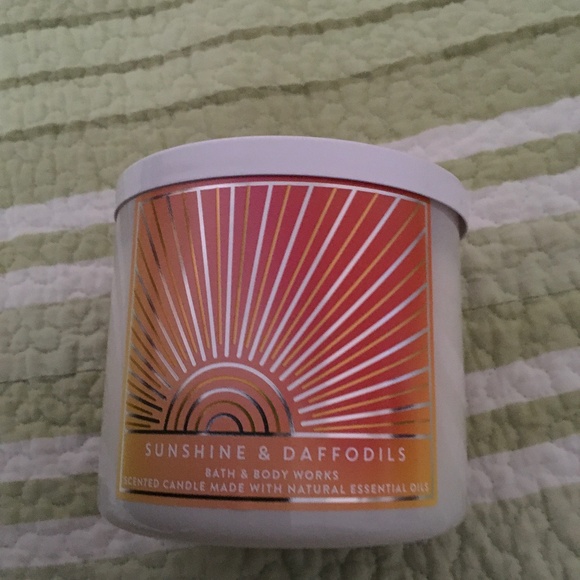 SUNSHINE & DAFFODILS
BATH & BODY WORKS
SCENTED CANDLE MADE WITH NATURAL ESSENTIAL OILS